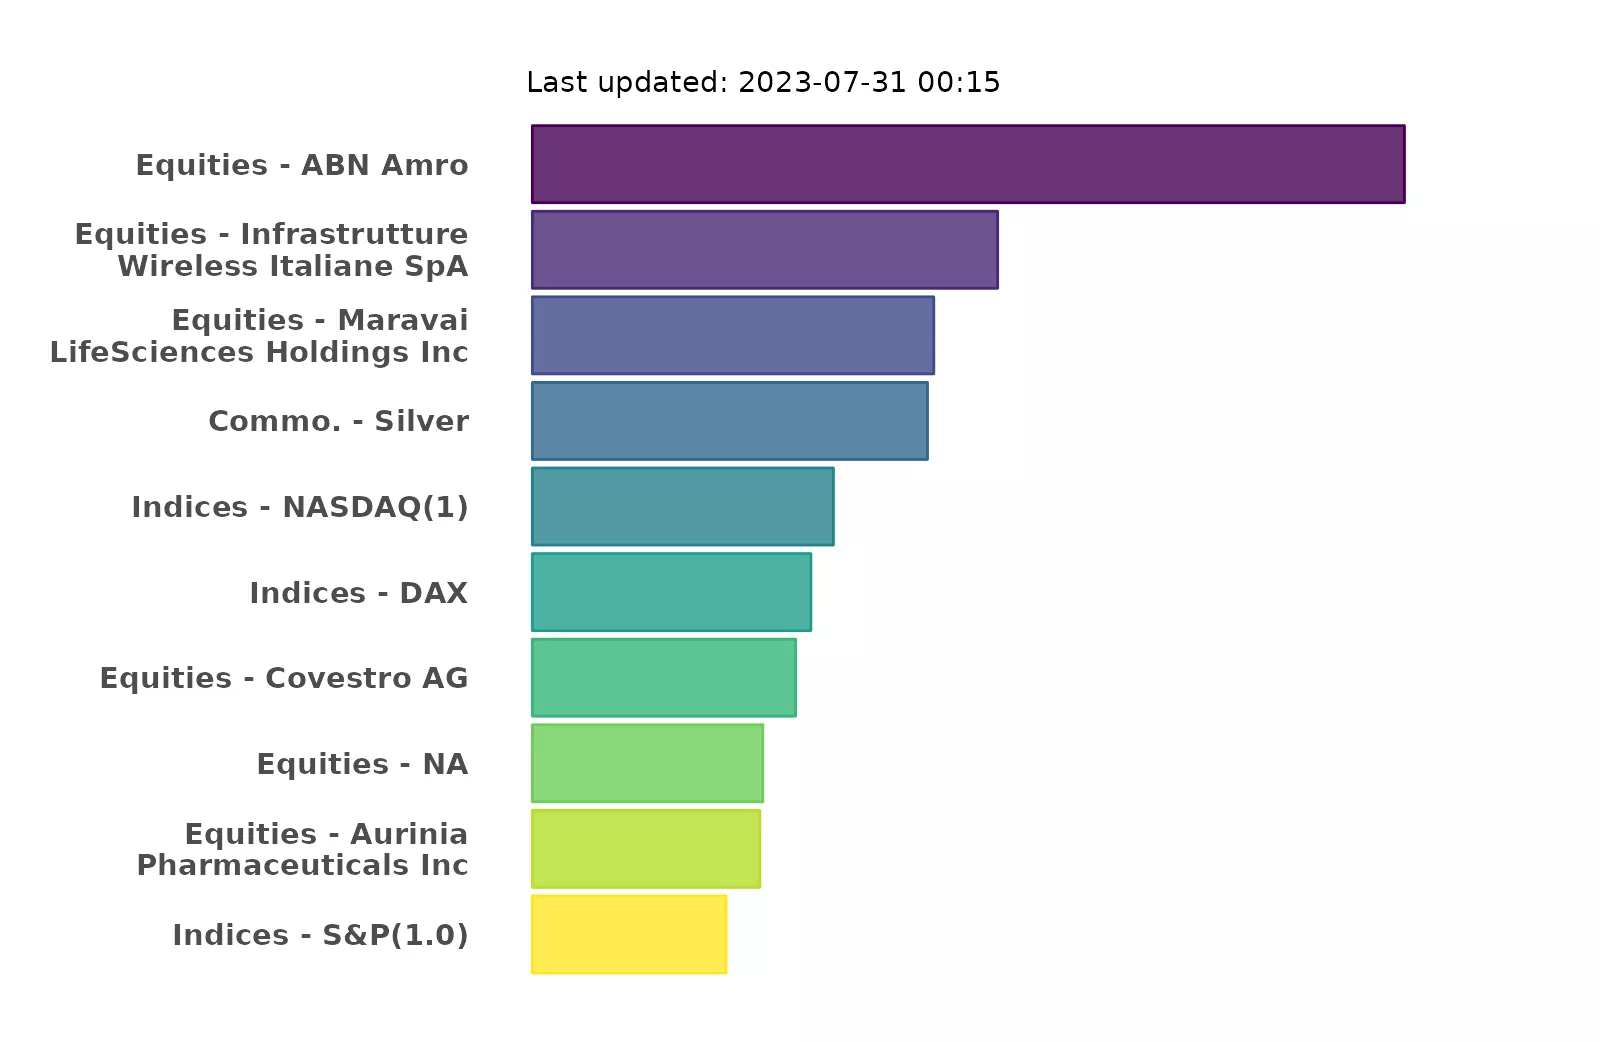 Last updated: 2023-07-31 00:15
Equities - ABN Amro
Equities - Infrastrutture
Wireless Italiane SpA
Equities - Maravai
LifeSciences Holdings Inc
Commo. - Silver
Indices - NASDAQ(1)
Indices - DAX
Equities - Covestro AG
Equities - NA
Equities - Aurinia
Pharmaceuticals Inc
Indices - S&P(1.0)